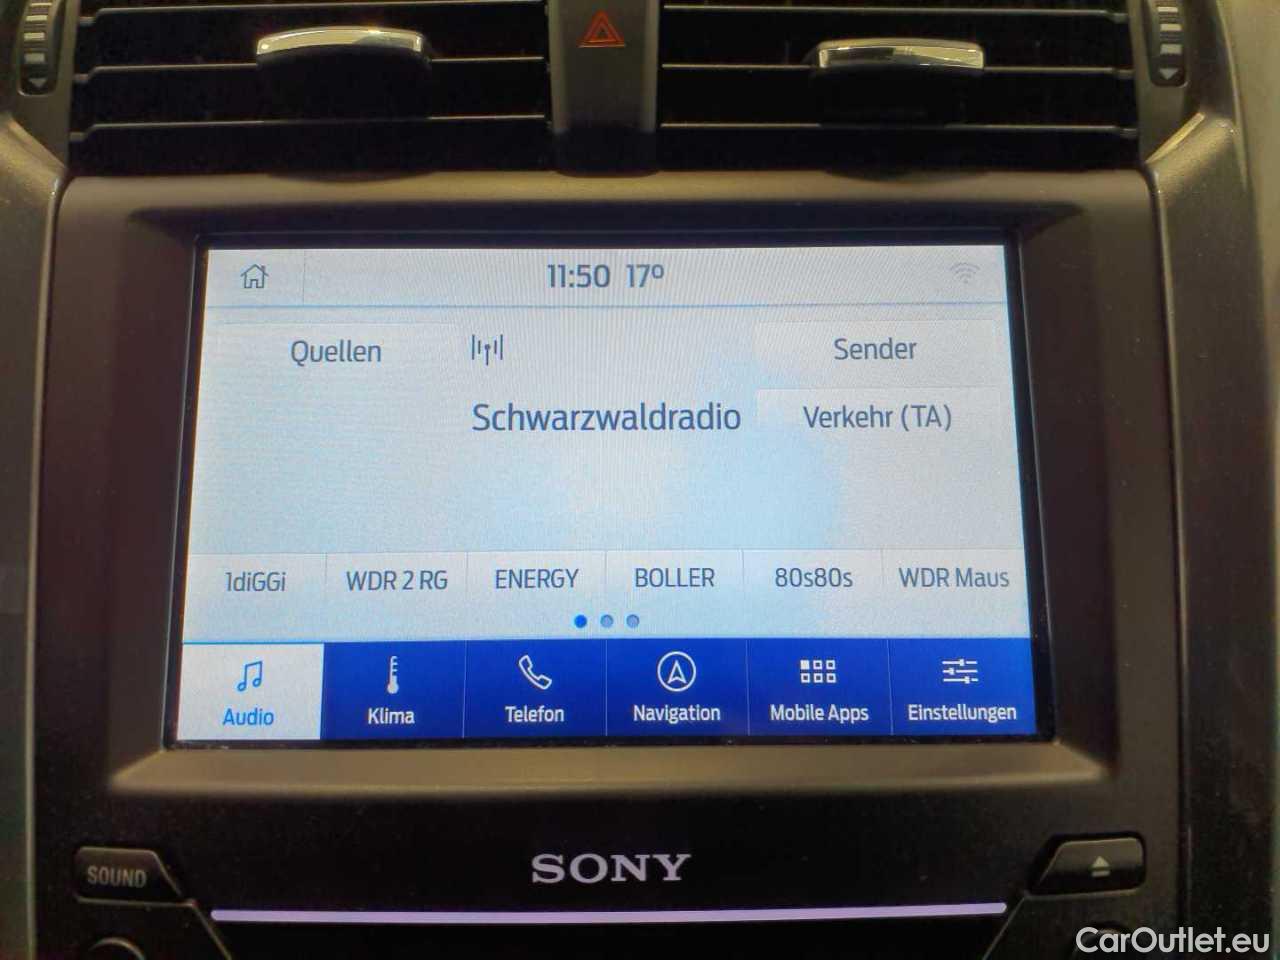 11:50 17º
Quellen
Sender
Schwarzwaldradio
Verkehr (TA)
1diGGi
WDR 2 RG
ENERGY
BOLLER
80s80s
WDR Maus
Audio
Klima
Telefon
Navigation
Mobile Apps
Einstellungen
SONY
SOUND
CarOutlet.eu